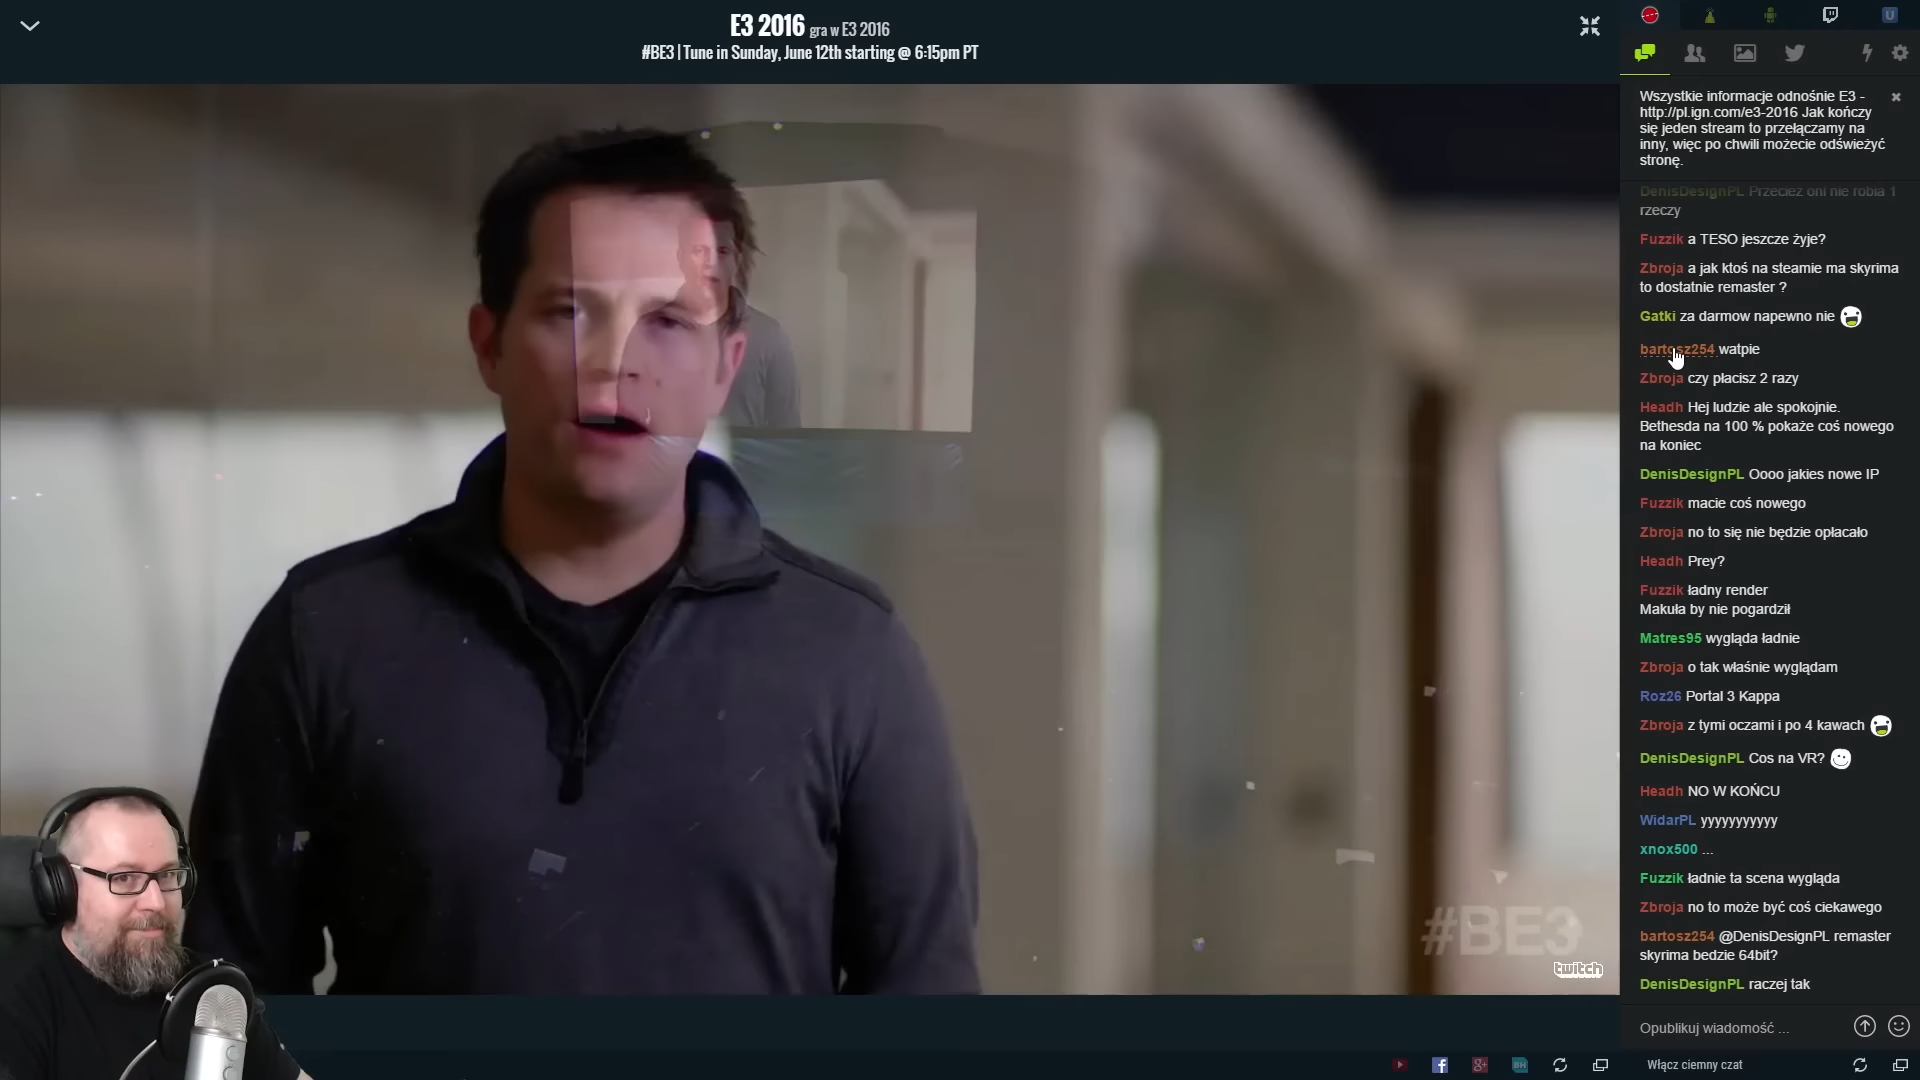 E3 2016 gra w E3 2016
#BE3 | Tune in Sunday, June 12th starting @ 6:15pm PT
Wszystkie informacje odnośnie E3 -
http://pl.ign.com/e3-2016 Jak kończy
się jeden stream to przełączamy na
inny, więc po chwili możecie odświeżyć
stronę.
DenisDesignPL Przecież oni nie robia 1
rzeczy
Fuzzik a TESO jeszcze żyje?
Zbroja a jak ktoś na steamie ma skyrima
to dostatnie remaster ?
Gatki za darmow napewno nie
bartosz254 watpie
Zbroja czy płacisz 2 razy
Headh Hej ludzie ale spokojnie.
Bethesda na 100 % pokaże coś nowego
na koniec
DenisDesignPL Oooo jakies nowe IP
Fuzzik macie coś nowego
Zbroja no to się nie będzie opłacało
Headh Prey?
Fuzzik ładny render
Makuła by nie pogardził
Matres95 wygląda ładnie
Zbroja o tak właśnie wyglądam
Roz26 Portal 3 Kappa
Zbroja z tymi oczami i po 4 kawach
DenisDesignPL Cos na VR?
Headh NO W KOŃCU
WidarPL yyyyyyyyyyy
xnox500 ...
Fuzzik ładnie ta scena wygląda
Zbroja no to może być coś ciekawego
bartosz254 @DenisDesignPL remaster
skyrima bedzie 64bit?
DenisDesignPL raczej tak
#BE3
twitch
Opublikuj wiadomość ...
Włącz ciemny czat